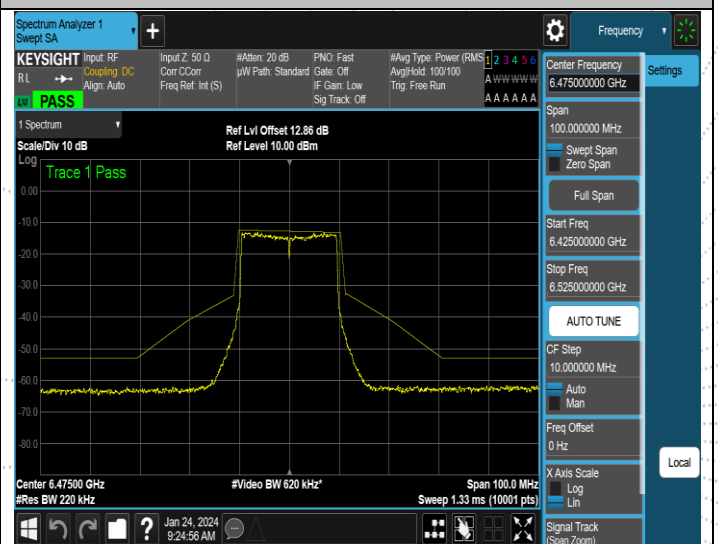 Spectrum Analyzer 1
Swept SA
+
Frequency
KEYSIGHT
RL
LXI PASS
Input: RF
Coupling: DC
Align: Auto
Input Z: 50 Ω
Corr CCorr
Freq Ref: Int (S)
#Atten: 20 dB
µW Path: Standard
PNO: Fast
Gate: Off
IF Gain: Low
Sig Track: Off
#Avg Type: Power (RMS
Avg|Hold: 100/100
Trig: Free Run
1 2 3 4 5 6
A W W W W W
A A A A A A
1 Spectrum
Scale/Div 10 dB
Ref Lvl Offset 12.86 dB
Ref Level 10.00 dBm
Log
Trace 1 Pass
0.00
-10.0
-20.0
-30.0
-40.0
-50.0
-60.0
-70.0
-80.0
Center 6.47500 GHz
#Res BW 220 kHz
#Video BW 620 kHz*
Span 100.0 MHz
Sweep 1.33 ms (10001 pts)
Center Frequency
6.475000000 GHz
Settings
Span
100.000000 MHz
Swept Span
Zero Span
Full Span
Start Freq
6.425000000 GHz
Stop Freq
6.525000000 GHz
AUTO TUNE
CF Step
10.000000 MHz
Auto
Man
Freq Offset
0 Hz
X Axis Scale
Log
Lin
Local
Signal Track
(Span Zoom)
?
Jan 24, 2024
9:24:56 AM